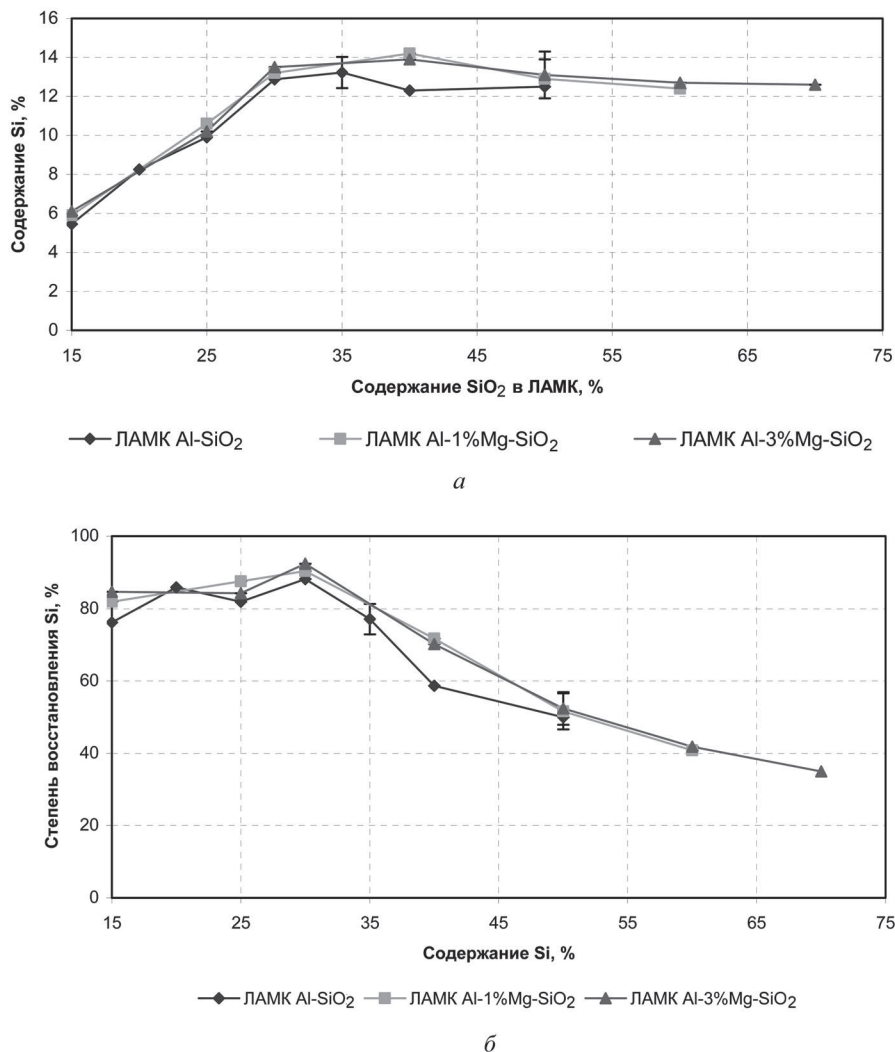 16
14
12
10
8
6
4
2
0
Содержание Si, %
15 25 35 45 55 65 75
Содержание SiO2 в ЛАМК, %
ЛАМК Al-SiO2 ЛАМК Al-1%Mg-SiO2 ЛАМК Al-3%Mg-SiO2
а
100
80
60
40
20
0
Степень восстановления Si, %
15 25 35 45 55 65 75
Содержание Si, %
ЛАМК Al-SiO2 ЛАМК Al-1%Mg-SiO2 ЛАМК Al-3%Mg-SiO2
б